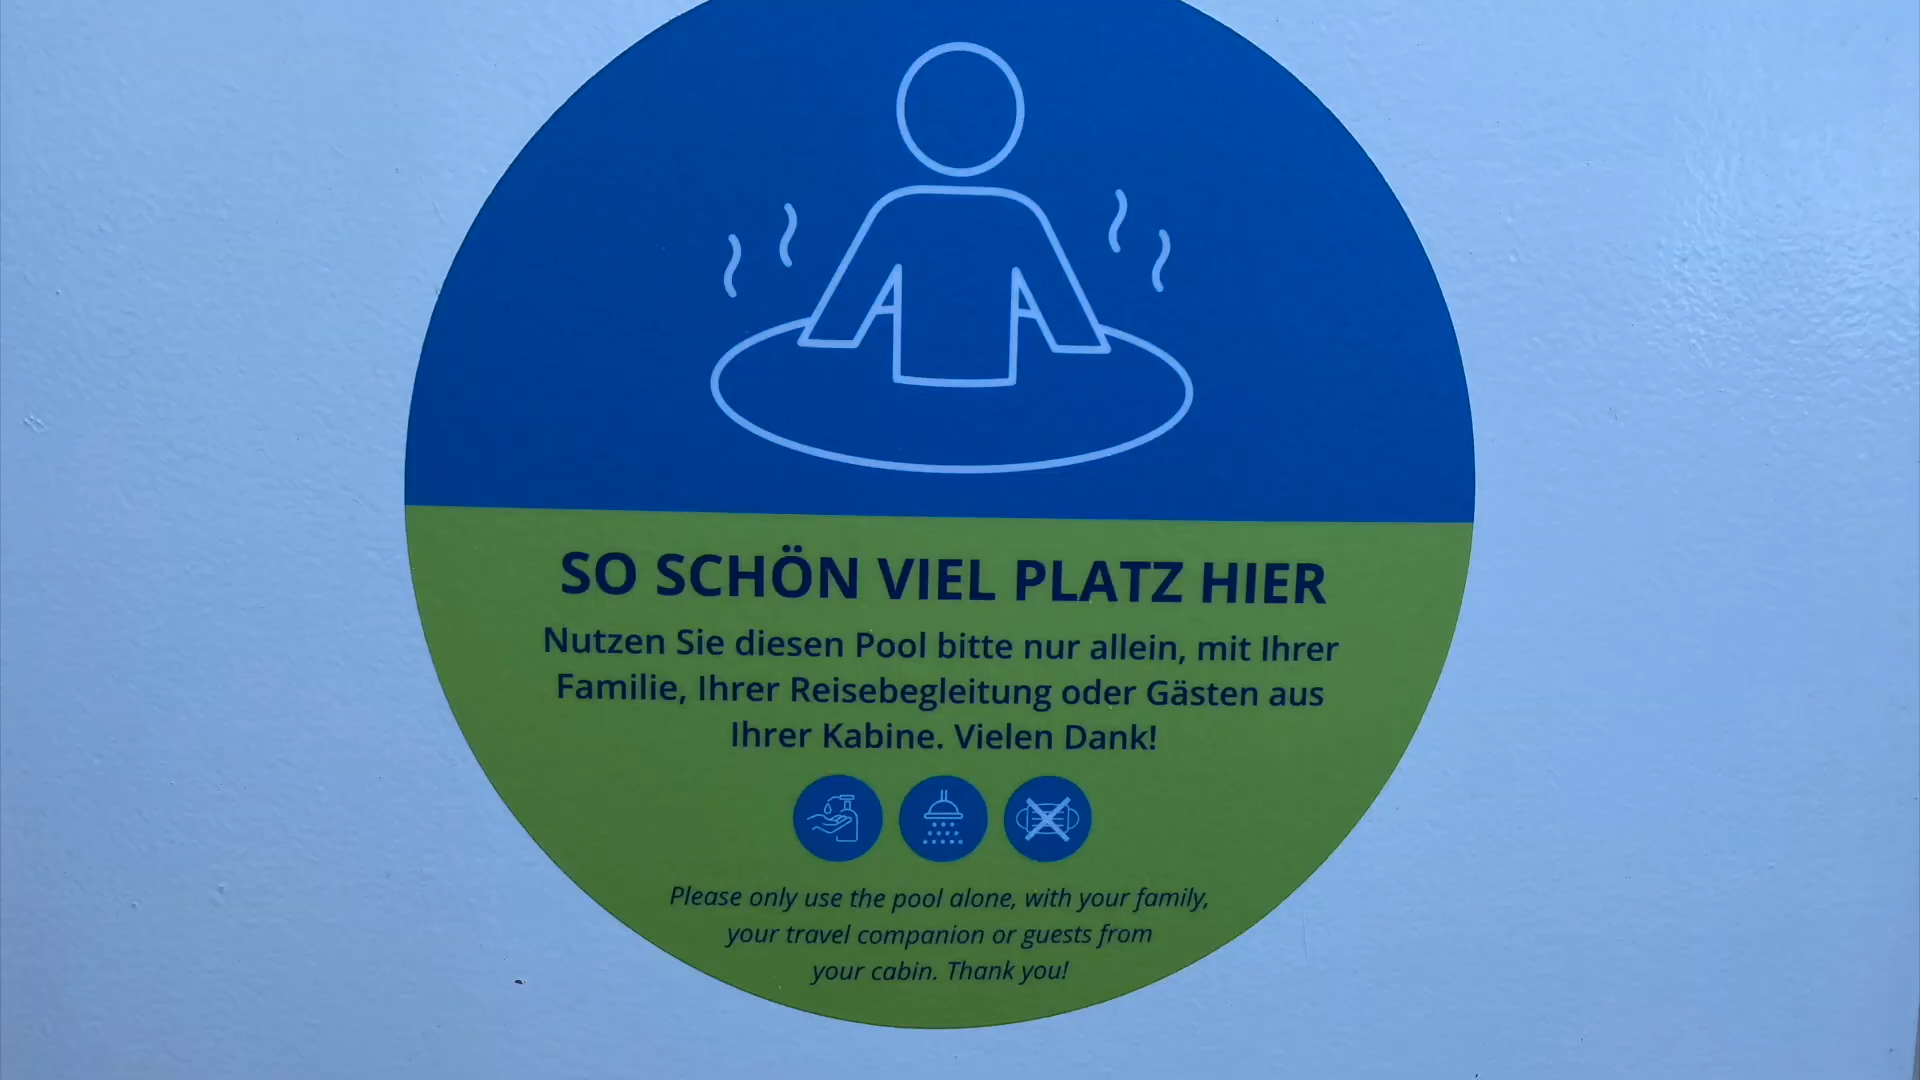 SO SCHÖN VIEL PLATZ HIER
Nutzen Sie diesen Pool bitte nur allein, mit Ihrer
Familie, Ihrer Reisebegleitung oder Gästen aus
Ihrer Kabine. Vielen Dank!
Please only use the pool alone, with your family,
your travel companion or guests from
your cabin. Thank you!